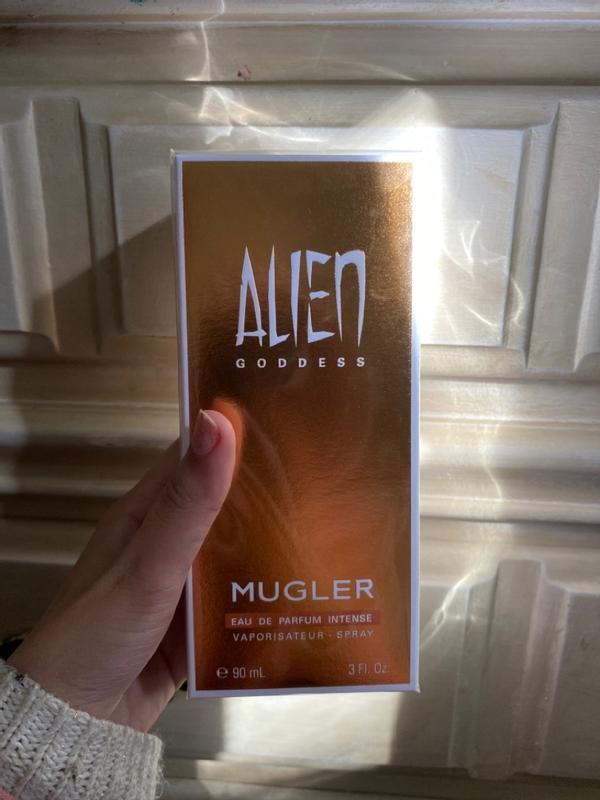 ALIEN
GODDESS
MUGLER
EAU DE PARFUM INTENSE
VAPORISATEUR - SPRAY
℮ 90 mL 3 Fl. Oz.